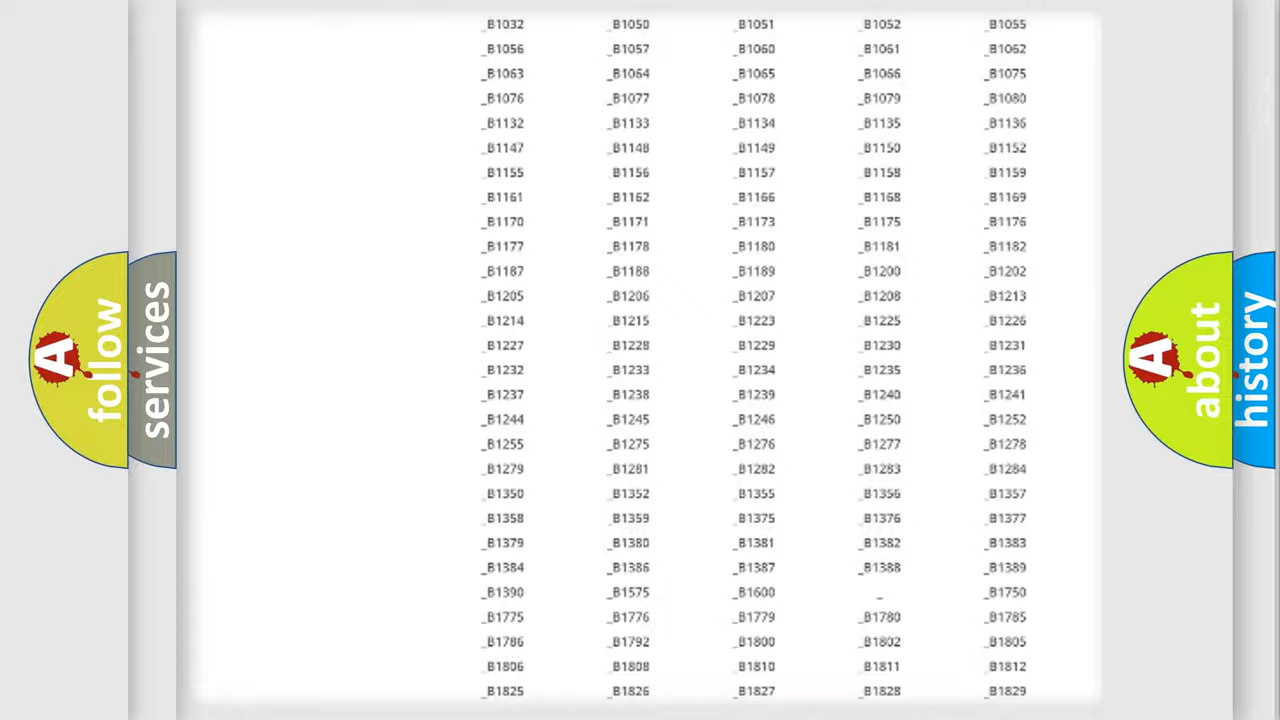 _B1032 _B1050 _B1051 _B1052 _B1055
_B1056 _B1057 _B1060 _B1061 _B1062
_B1063 _B1064 _B1065 _B1066 _B1075
_B1076 _B1077 _B1078 _B1079 _B1080
_B1132 _B1133 _B1134 _B1135 _B1136
_B1147 _B1148 _B1149 _B1150 _B1152
_B1155 _B1156 _B1157 _B1158 _B1159
_B1161 _B1162 _B1166 _B1168 _B1169
_B1170 _B1171 _B1173 _B1175 _B1176
_B1177 _B1178 _B1180 _B1181 _B1182
_B1187 _B1188 _B1189 _B1200 _B1202
_B1205 _B1206 _B1207 _B1208 _B1213
_B1214 _B1215 _B1223 _B1225 _B1226
_B1227 _B1228 _B1229 _B1230 _B1231
_B1232 _B1233 _B1234 _B1235 _B1236
_B1237 _B1238 _B1239 _B1240 _B1241
_B1244 _B1245 _B1246 _B1250 _B1252
_B1255 _B1275 _B1276 _B1277 _B1278
_B1279 _B1281 _B1282 _B1283 _B1284
_B1350 _B1352 _B1355 _B1356 _B1357
_B1358 _B1359 _B1375 _B1376 _B1377
_B1379 _B1380 _B1381 _B1382 _B1383
_B1384 _B1386 _B1387 _B1388 _B1389
_B1390 _B1575 _B1600 _ _B1750
_B1775 _B1776 _B1779 _B1780 _B1785
_B1786 _B1792 _B1800 _B1802 _B1805
_B1806 _B1808 _B1810 _B1811 _B1812
_B1825 _B1826 _B1827 _B1828 _B1829
A
follow
services
A
about
history